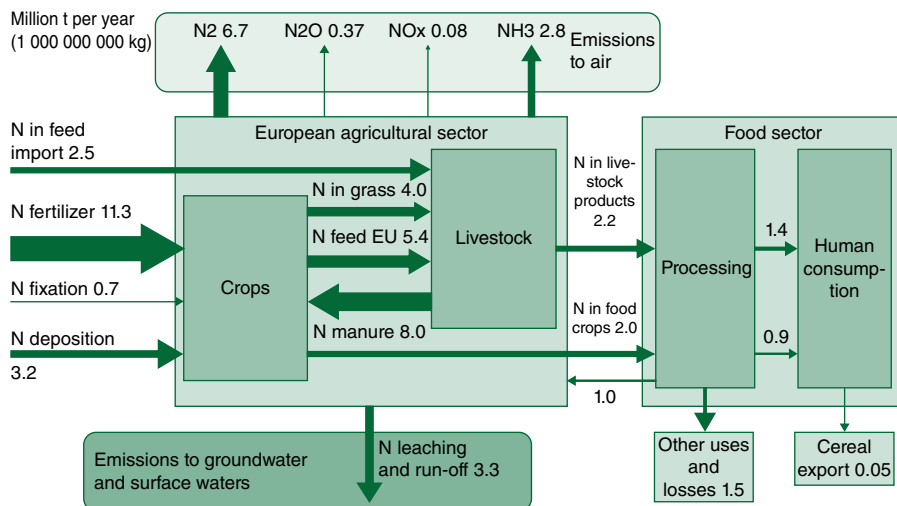 Million t per year
(1 000 000 000 kg)
N2 6.7
N2O 0.37
NOx 0.08
NH3 2.8
Emissions
to air
European agricultural sector
Food sector
N in feed
import 2.5
N fertilizer 11.3
N fixation 0.7
N deposition
3.2
Crops
N in grass 4.0
N feed EU 5.4
N manure 8.0
Livestock
N in live-
stock
products
2.2
N in food
crops 2.0
1.0
Processing
1.4
0.9
Human
consump-
tion
Emissions to groundwater
and surface waters
N leaching
and run-off 3.3
Other uses
and
losses 1.5
Cereal
export 0.05